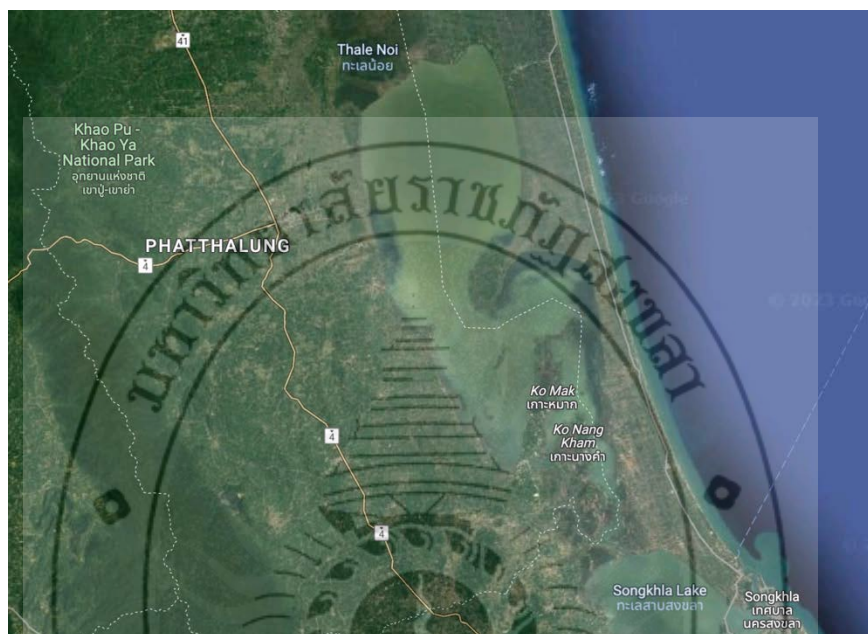 41
Thale Noi
ทะเลน้อย
Khao Pu -
Khao Ya
National Park
อุทยานแห่งชาติ
เขาปู่-เขาย่า
มหาวิทยาลัยราชภัฏสงขลา
Google
PHATTHALUNG
4
© 2023
Ko Mak
เกาะหมาก
Ko Nang
Kham
เกาะนางคำ
4
4
Songkhla Lake
ทะเลสาบสงขลา
Songkhla
เทศบาล
นครสงขลา